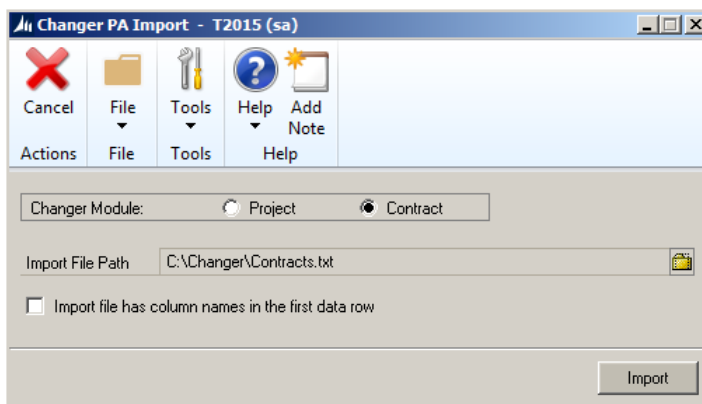 Changer PA Import - T2015 (sa)
Cancel File Tools Help Add Note
Actions File Tools Help
Changer Module: Project Contract
Import File Path C:\Changer\Contracts.txt
Import file has column names in the first data row
Import